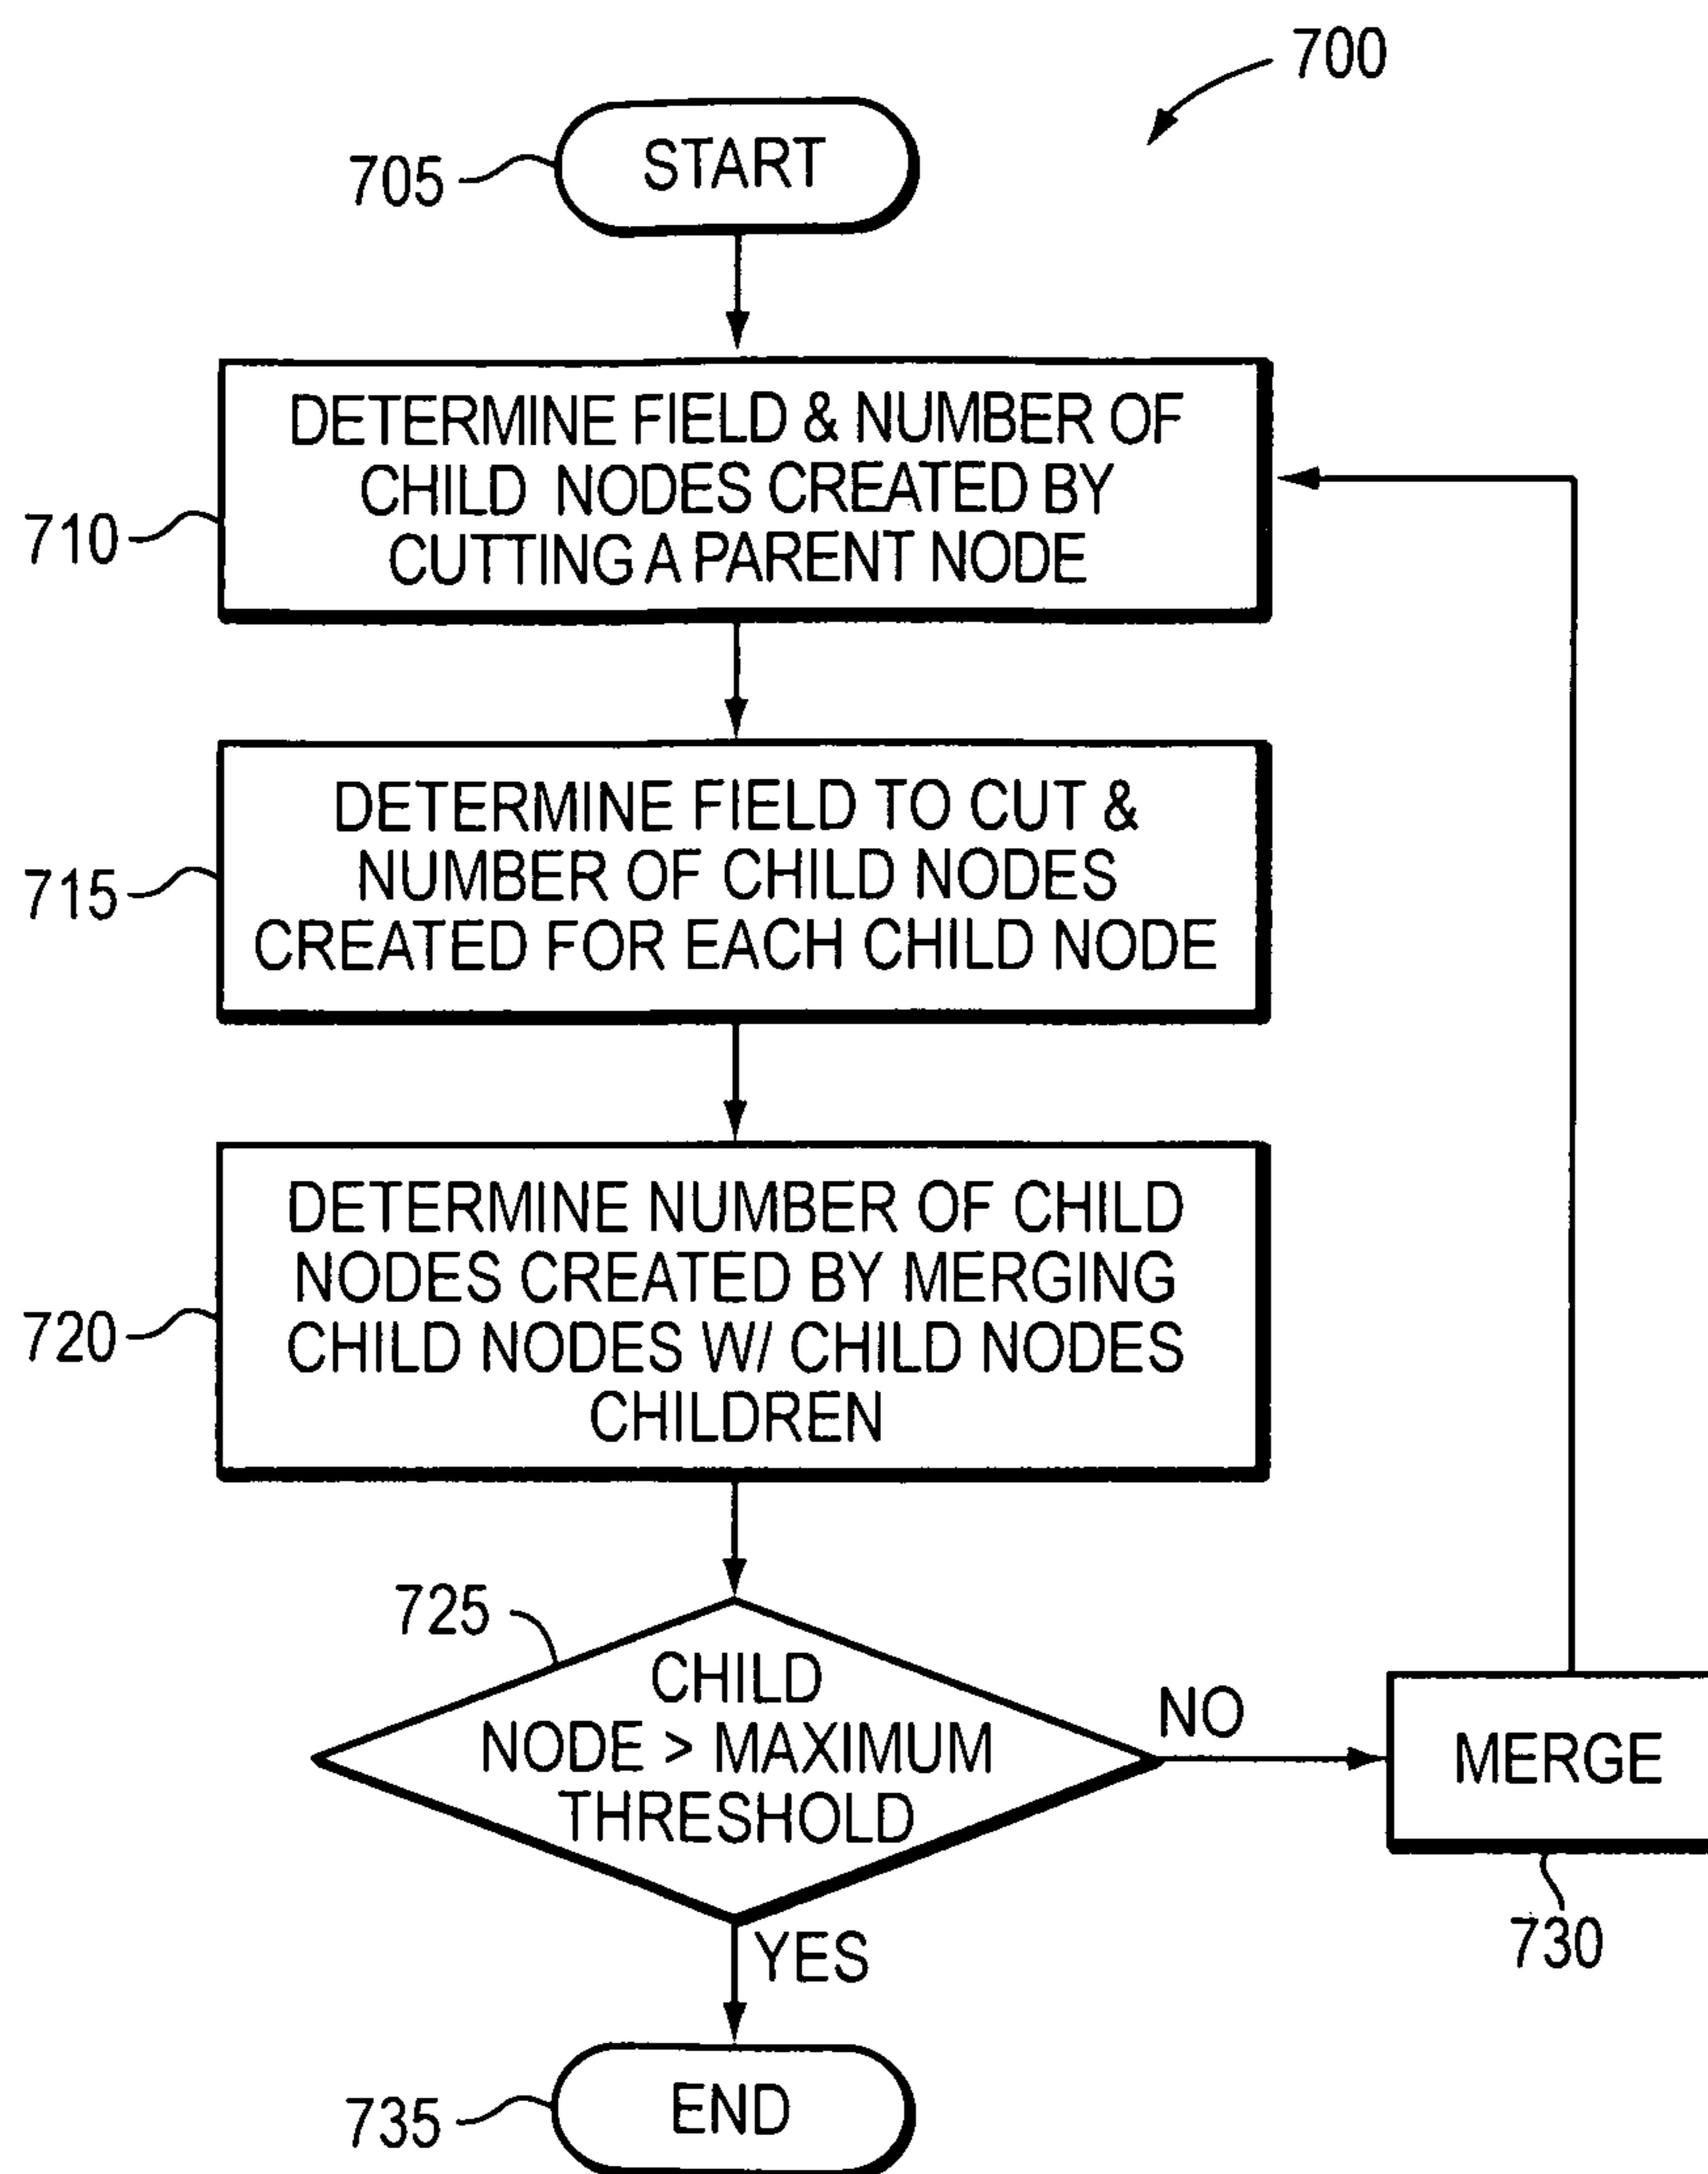 700
705
START
DETERMINE FIELD & NUMBER OF
CHILD NODES CREATED BY
CUTTING A PARENT NODE
710
DETERMINE FIELD TO CUT &
NUMBER OF CHILD NODES
CREATED FOR EACH CHILD NODE
715
DETERMINE NUMBER OF CHILD
NODES CREATED BY MERGING
CHILD NODES W/ CHILD NODES
CHILDREN
720
725
CHILD
NODE > MAXIMUM
THRESHOLD
NO
MERGE
730
YES
735
END